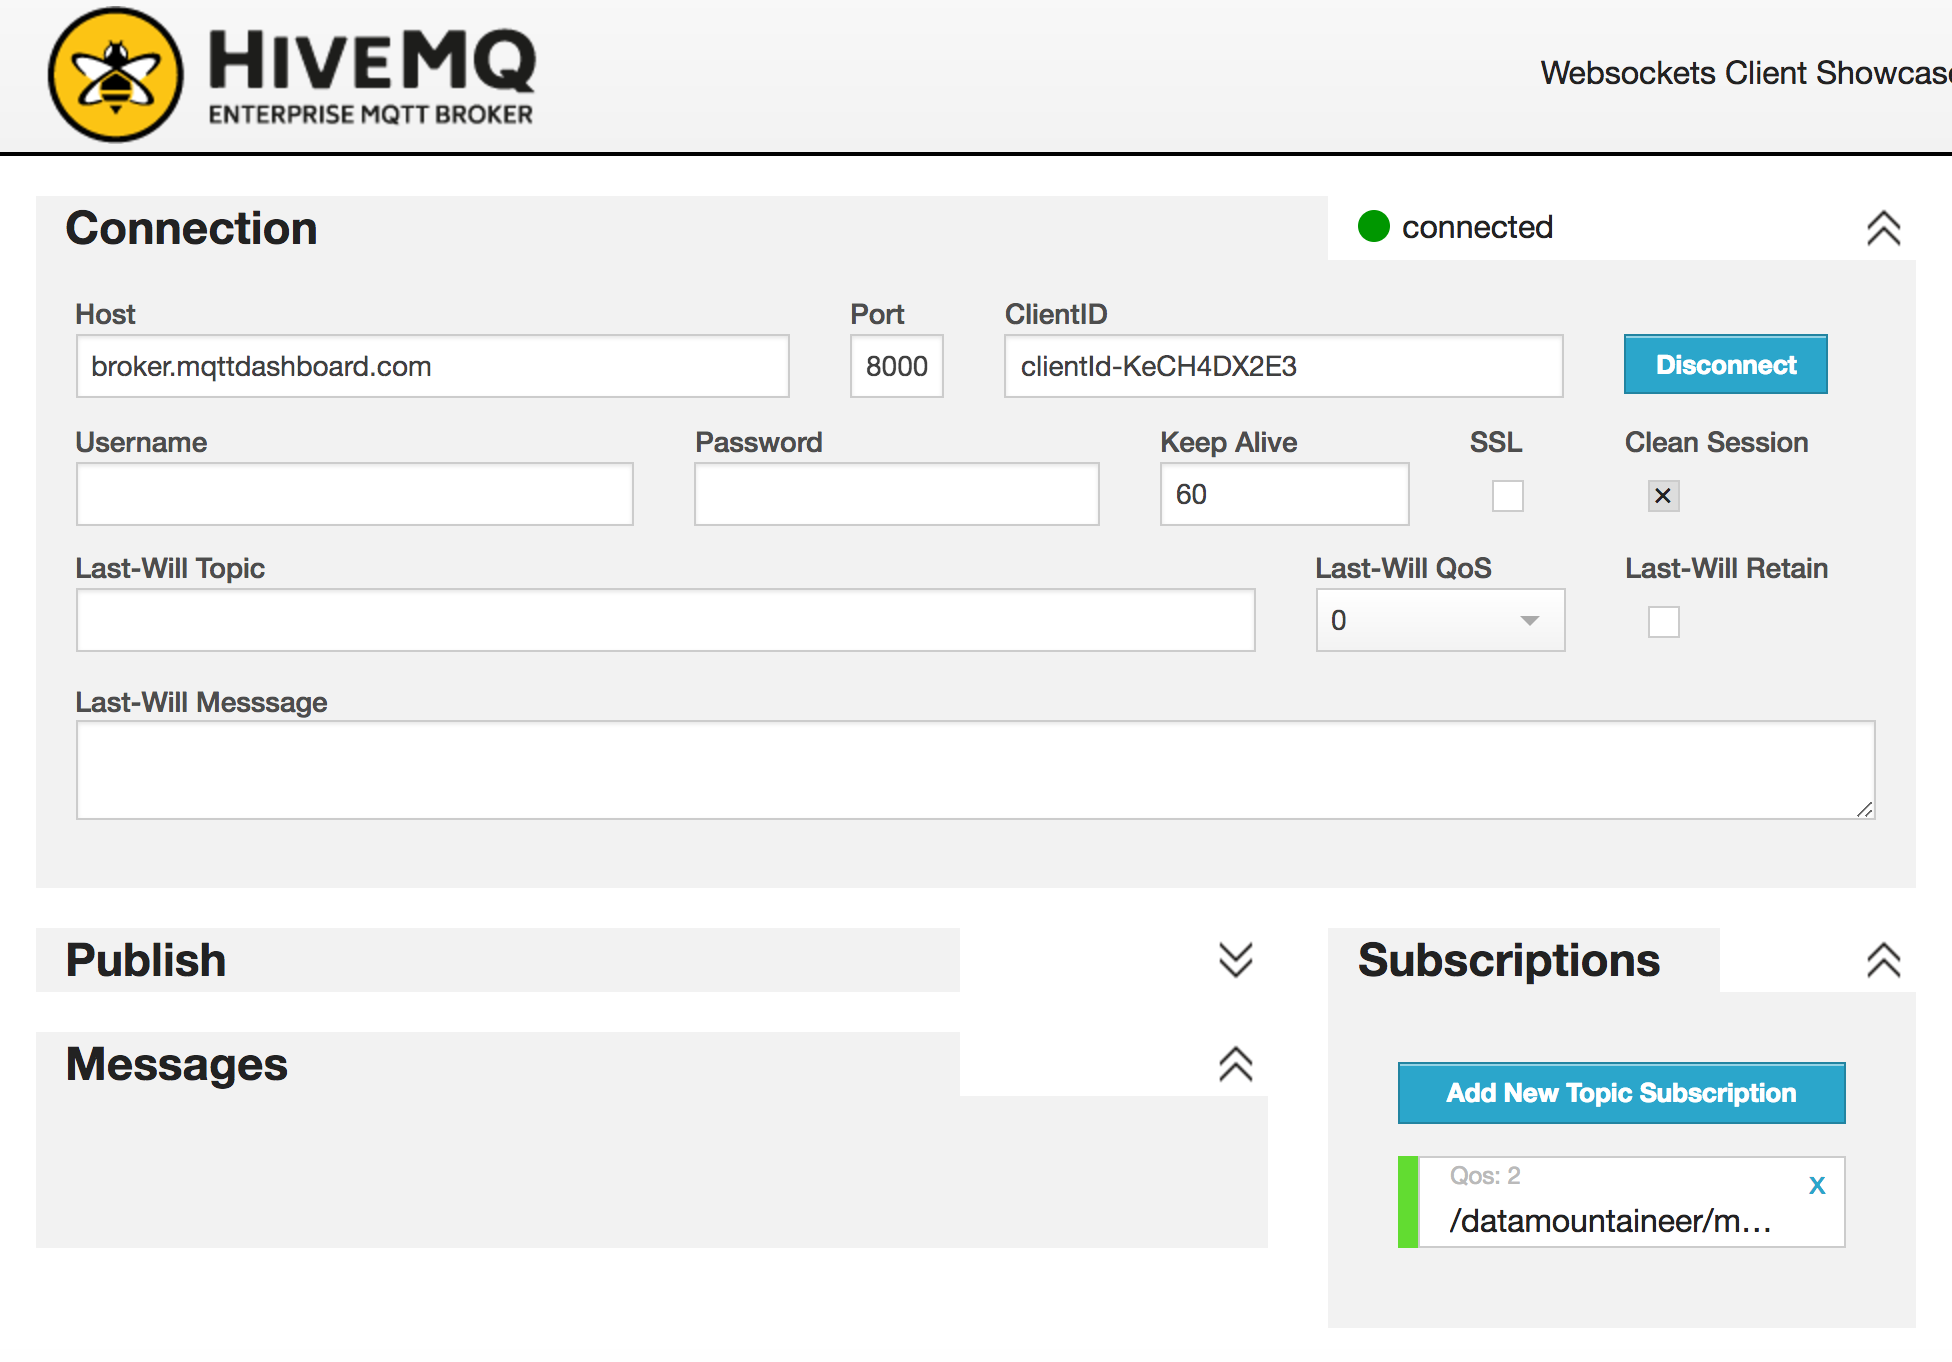 HIVEMQ
ENTERPRISE MQTT BROKER
Websockets Client Showcase
Connection
connected
Host
Port
ClientID
broker.mqttdashboard.com
8000
clientId-KeCH4DX2E3
Disconnect
Username
Password
Keep Alive
SSL
Clean Session
60
Last-Will Topic
Last-Will QoS
Last-Will Retain
0
Last-Will Messsage
Publish
Subscriptions
Messages
Add New Topic Subscription
Qos: 2
x
/datamountaineer/m...